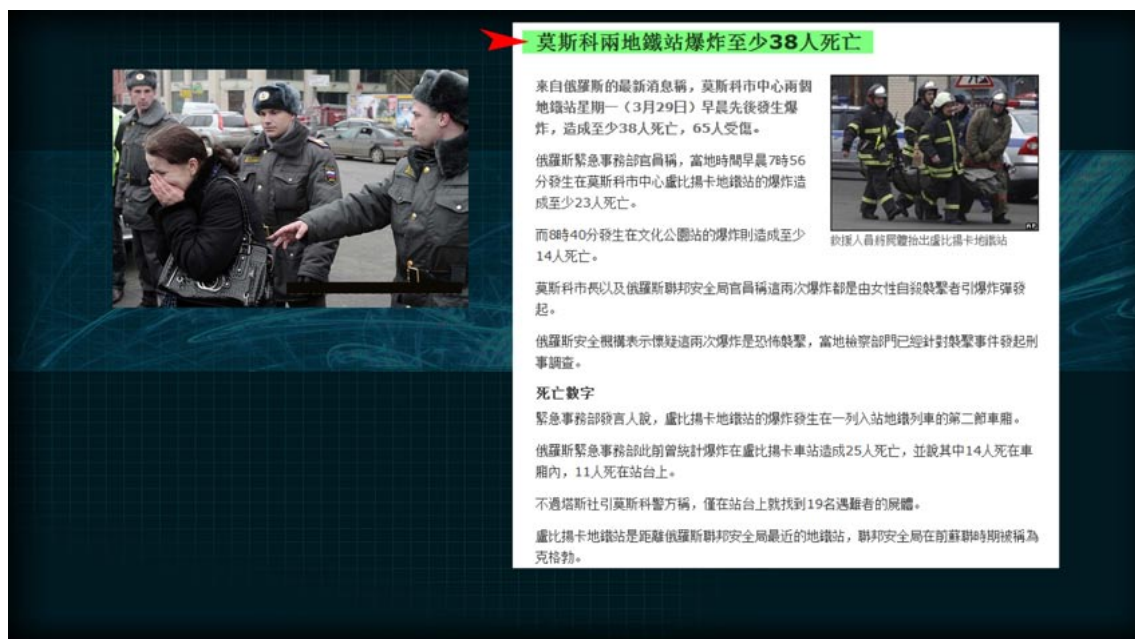 莫斯科兩地鐵站爆炸至少38人死亡
來自俄羅斯的最新消息稱，莫斯科市中心兩個
地鐵站星期一（3月29日）早晨先後發生爆
炸，造成至少38人死亡，65人受傷。
俄羅斯緊急事務部官員稱，當地時間早晨7時56
分發生在莫斯科市中心盧比揚卡地鐵站的爆炸造
成至少23人死亡。
而8時40分發生在文化公園站的爆炸則造成至少
14人死亡。
救援人員將屍體抬出盧比揚卡地鐵站
莫斯科市長以及俄羅斯聯邦安全局官員稱這兩次爆炸都是由女性自殺襲擊者引爆炸彈發
起。
俄羅斯安全機構表示懷疑這兩次爆炸是恐怖襲擊，當地檢察部門已經針對襲擊事件發起刑
事調查。
死亡數字
緊急事務部發言人說，盧比揚卡地鐵站的爆炸發生在一列入站地鐵列車的第二節車廂。
俄羅斯緊急事務部此前曾統計爆炸在盧比揚卡車站造成25人死亡，並說其中14人死在車
廂內，11人死在站台上。
不過塔斯社引莫斯科警方稱，僅在站台上就找到19名遇難者的屍體。
盧比揚卡地鐵站是距離俄羅斯聯邦安全局最近的地鐵站，聯邦安全局在前蘇聯時期被稱為
克格勃。